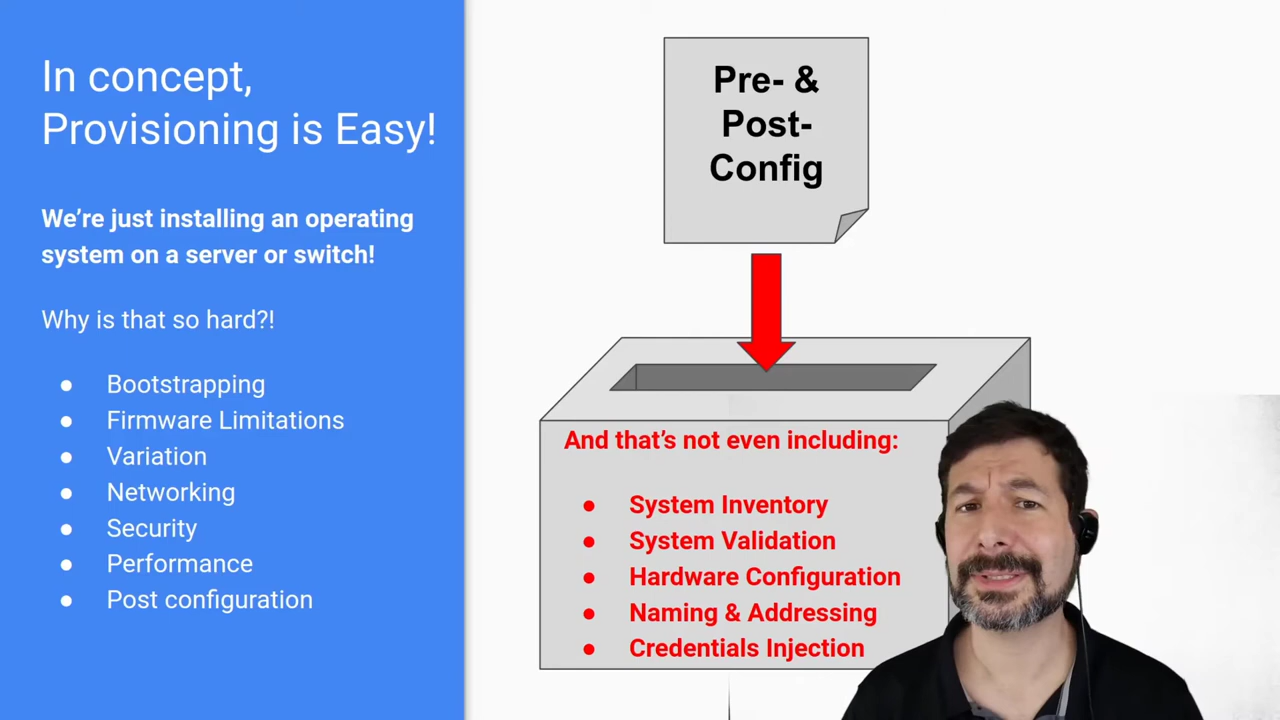 In concept,
Provisioning is Easy!
We're just installing an operating
system on a server or switch!
Why is that so hard?!
● Bootstrapping
● Firmware Limitations
● Variation
● Networking
● Security
● Performance
● Post configuration
Pre- &
Post-
Config
And that's not even including:
● System Inventory
● System Validation
● Hardware Configuration
● Naming & Addressing
● Credentials Injection